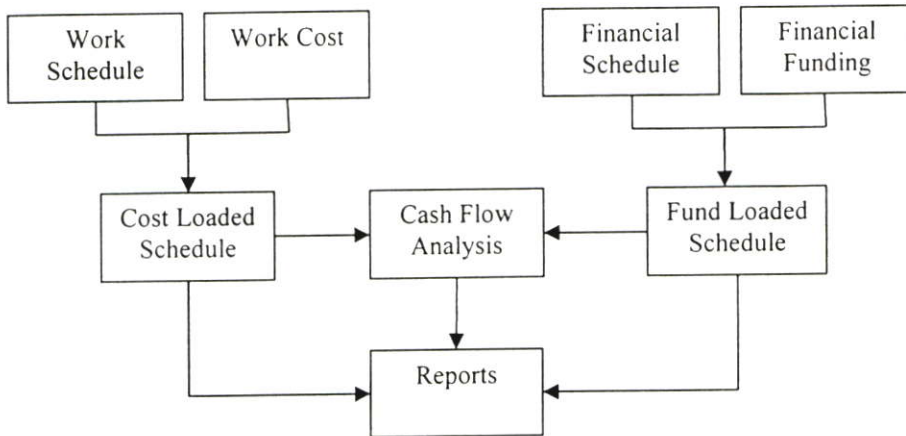 Work
Schedule
Work Cost
Financial
Schedule
Financial
Funding
Cost Loaded
Schedule
Cash Flow
Analysis
Fund Loaded
Schedule
Reports